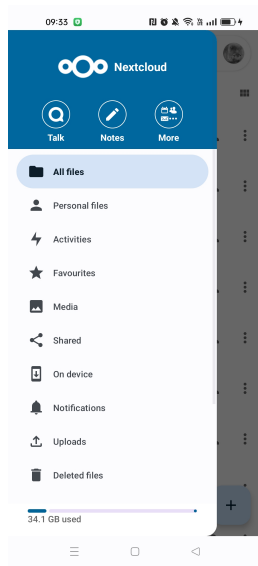 09:33
Nextcloud
Talk Notes More
All files
Personal files
Activities
Favourites
Media
Shared
On device
Notifications
Uploads
Deleted files
34.1 GB used